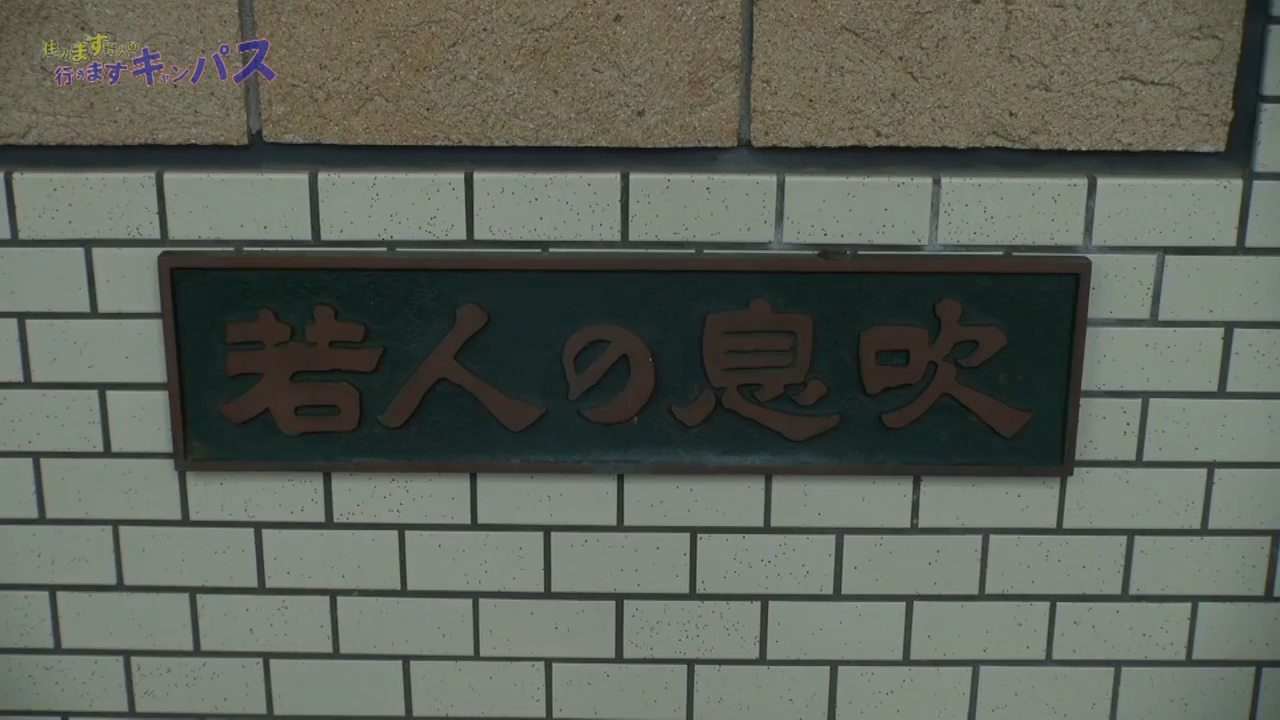 住みます芸人の
行きますキャンパス
若人の息吹